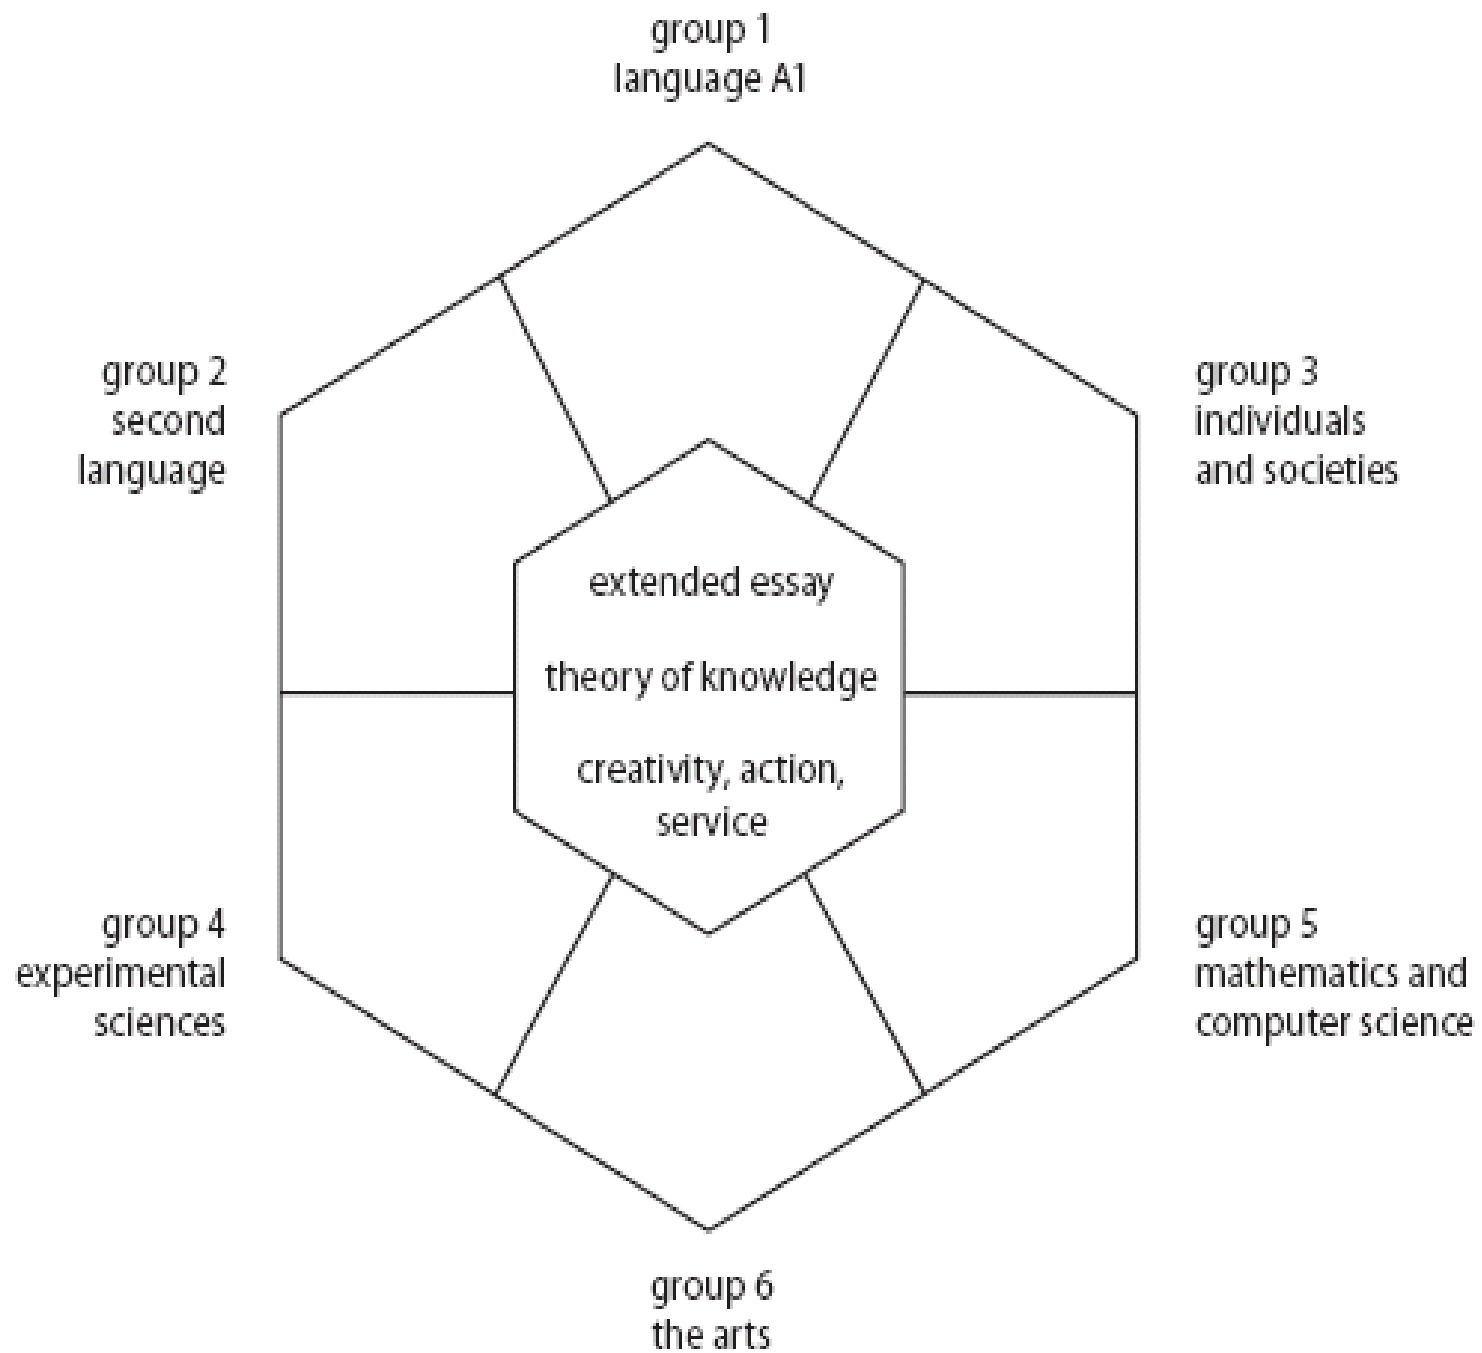 group 1
language A1
group 2
second
language
group 3
individuals
and societies
extended essay
theory of knowledge
creativity, action,
service
group 4
experimental
sciences
group 5
mathematics and
computer science
group 6
the arts